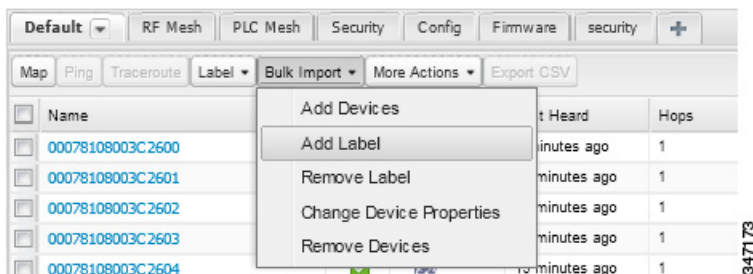 Default RF Mesh PLC Mesh Security Config Firmware security +
Map Ping Traceroute Label Bulk Import More Actions Export CSV
Name t Heard Hops
Add Devices
00078108003C2600 inutes ago 1
Add Label
00078108003C2601 minutes ago 1
Remove Label
00078108003C2602 minutes ago 1
Change Device Properties
00078108003C2603 minutes ago 1
Remove Devices
00078108003C2604 minutes ago 1
347173